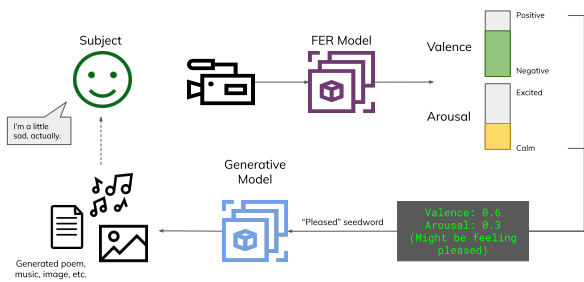 Subject
FER Model
Valence
Positive
Negative
Arousal
Excited
Calm
I'm a little
sad, actually.
Generative
Model
"Pleased" seedword
Valence: 0.6
Arousal: 0.3
(Might be feeling
pleased)
Generated poem,
music, image, etc.